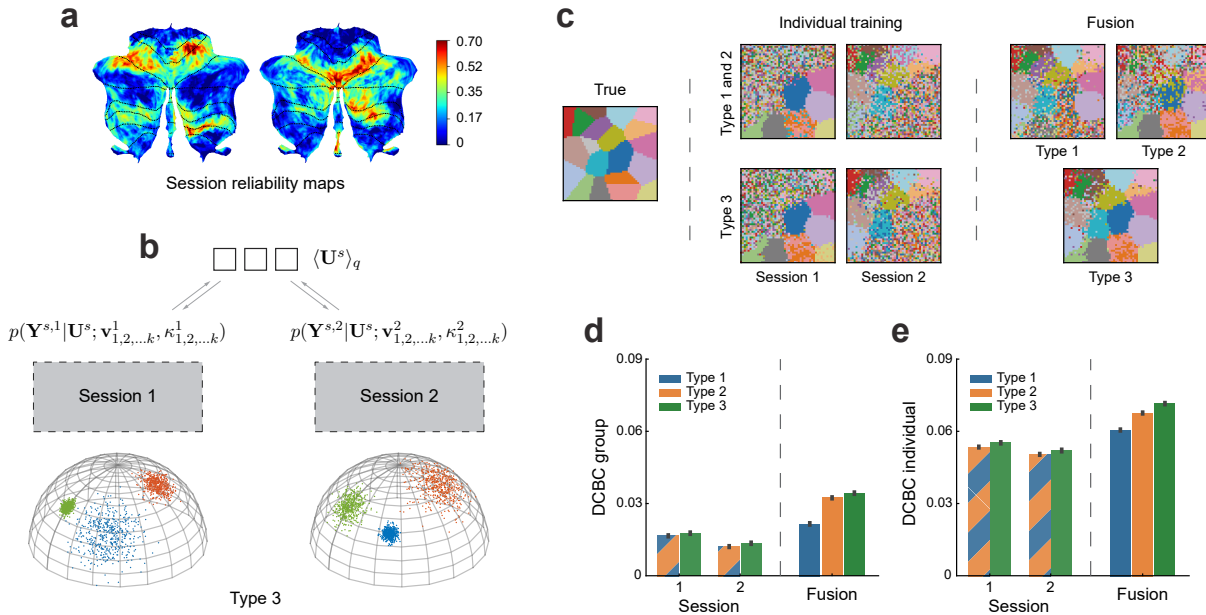 a
0.70
0.52
0.35
0.17
0
Session reliability maps
b
⟨U^s⟩_q
p(Y^{s,1}|U^s; v^1_{1,2,...k}, κ^1_{1,2,...k})
p(Y^{s,2}|U^s; v^2_{1,2,...k}, κ^2_{1,2,...k})
Session 1
Session 2
Type 3
c
Individual training
Fusion
True
Type 1 and 2
Type 1
Type 2
Type 3
Session 1
Session 2
Type 3
d
DCBC group
0.09
0.06
0.03
0
Type 1
Type 2
Type 3
1
2
Session
Fusion
e
DCBC individual
0.09
0.06
0.03
0
Type 1
Type 2
Type 3
1
2
Session
Fusion